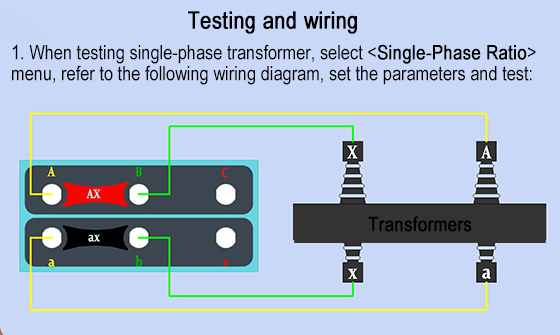 Testing and wiring
1. When testing single-phase transformer, select <Single-Phase Ratio>
menu, refer to the following wiring diagram, set the parameters and test:
X A
A B C
AX
Transformers
ax
a b c
x a